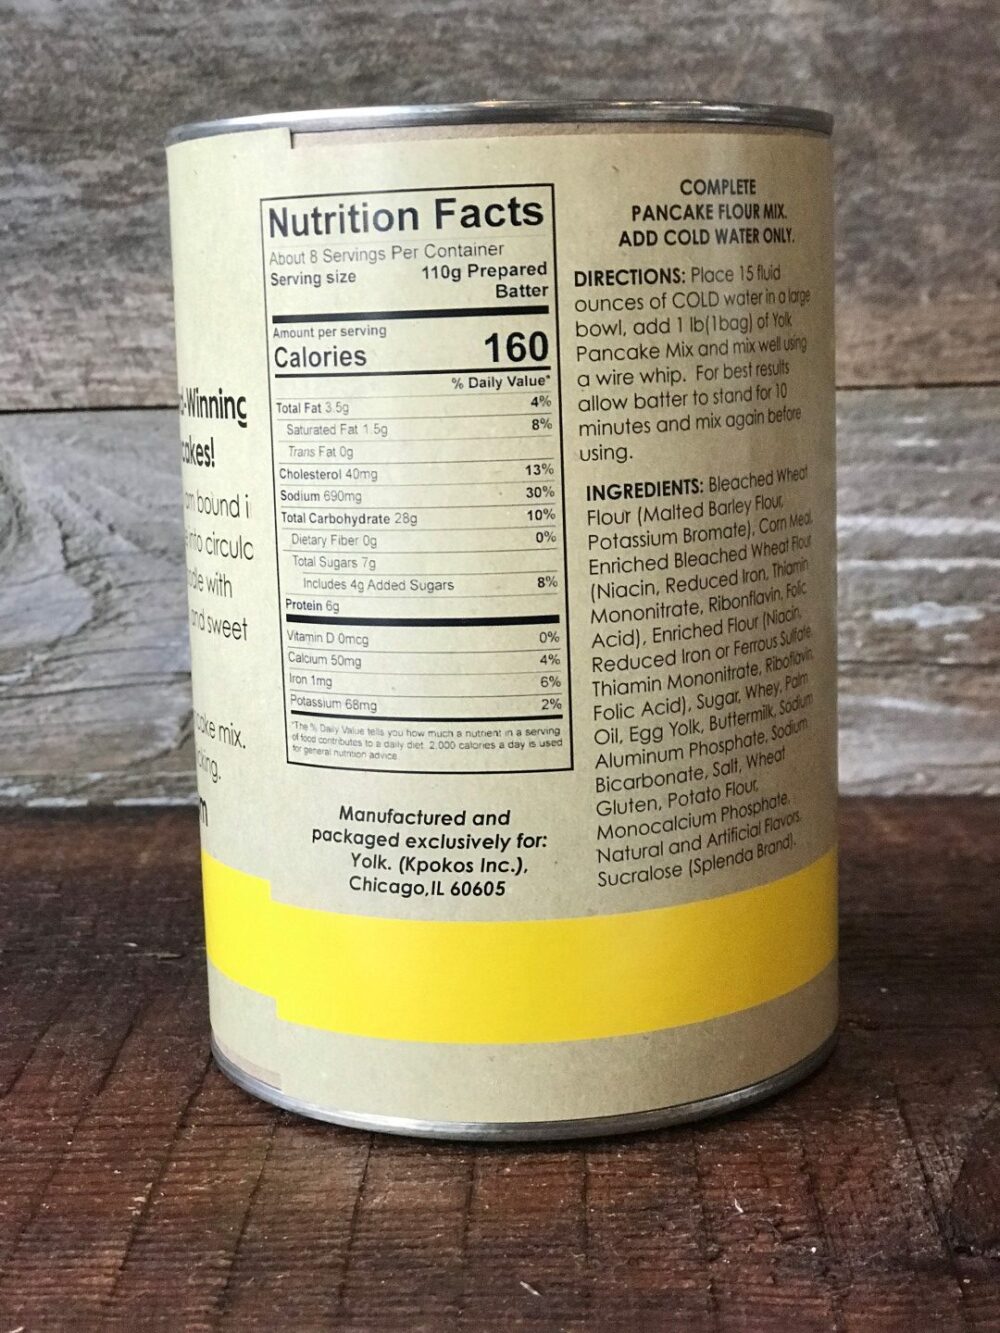 -Winning
akes!
bound i
into circulc
with
and sweet
mix.
Nutrition Facts
About 8 Servings Per Container
Serving size 110g Prepared
Batter
Amount per serving
Calories 160
% Daily Value*
Total Fat 3.5g 4%
Saturated Fat 1.5g 8%
Trans Fat 0g
Cholesterol 40mg 13%
Sodium 690mg 30%
Total Carbohydrate 28g 10%
Dietary Fiber 0g 0%
Total Sugars 7g
Includes 4g Added Sugars 8%
Protein 6g
Vitamin D 0mcg 0%
Calcium 50mg 4%
Iron 1mg 6%
Potassium 68mg 2%
*The % Daily Value tells you how much a nutrient in a serving
of food contributes to a daily diet. 2,000 calories a day is used
for general nutrition advice.
Manufactured and
packaged exclusively for:
Yolk. (Kpokos Inc.),
Chicago,IL 60605
COMPLETE
PANCAKE FLOUR MIX.
ADD COLD WATER ONLY.
DIRECTIONS: Place 15 fluid
ounces of COLD water in a large
bowl, add 1 lb(1bag) of Yolk
Pancake Mix and mix well using
a wire whip. For best results
allow batter to stand for 10
minutes and mix again before
using.
INGREDIENTS: Bleached Wheat
Flour (Malted Barley Flour,
Potassium Bromate), Corn Meal,
Enriched Bleached Wheat Flour
(Niacin, Reduced Iron, Thiamin
Mononitrate, Ribonflavin, Folic
Acid), Enriched Flour (Niacin,
Reduced Iron or Ferrous Sulfate,
Thiamin Mononitrate, Riboflavin,
Folic Acid), Sugar, Whey, Palm
Oil, Egg Yolk, Buttermilk, Sodium
Aluminum Phosphate, Sodium
Bicarbonate, Salt, Wheat
Gluten, Potato Flour,
Monocalcium Phosphate,
Natural and Artificial Flavors,
Sucralose (Splenda Brand).